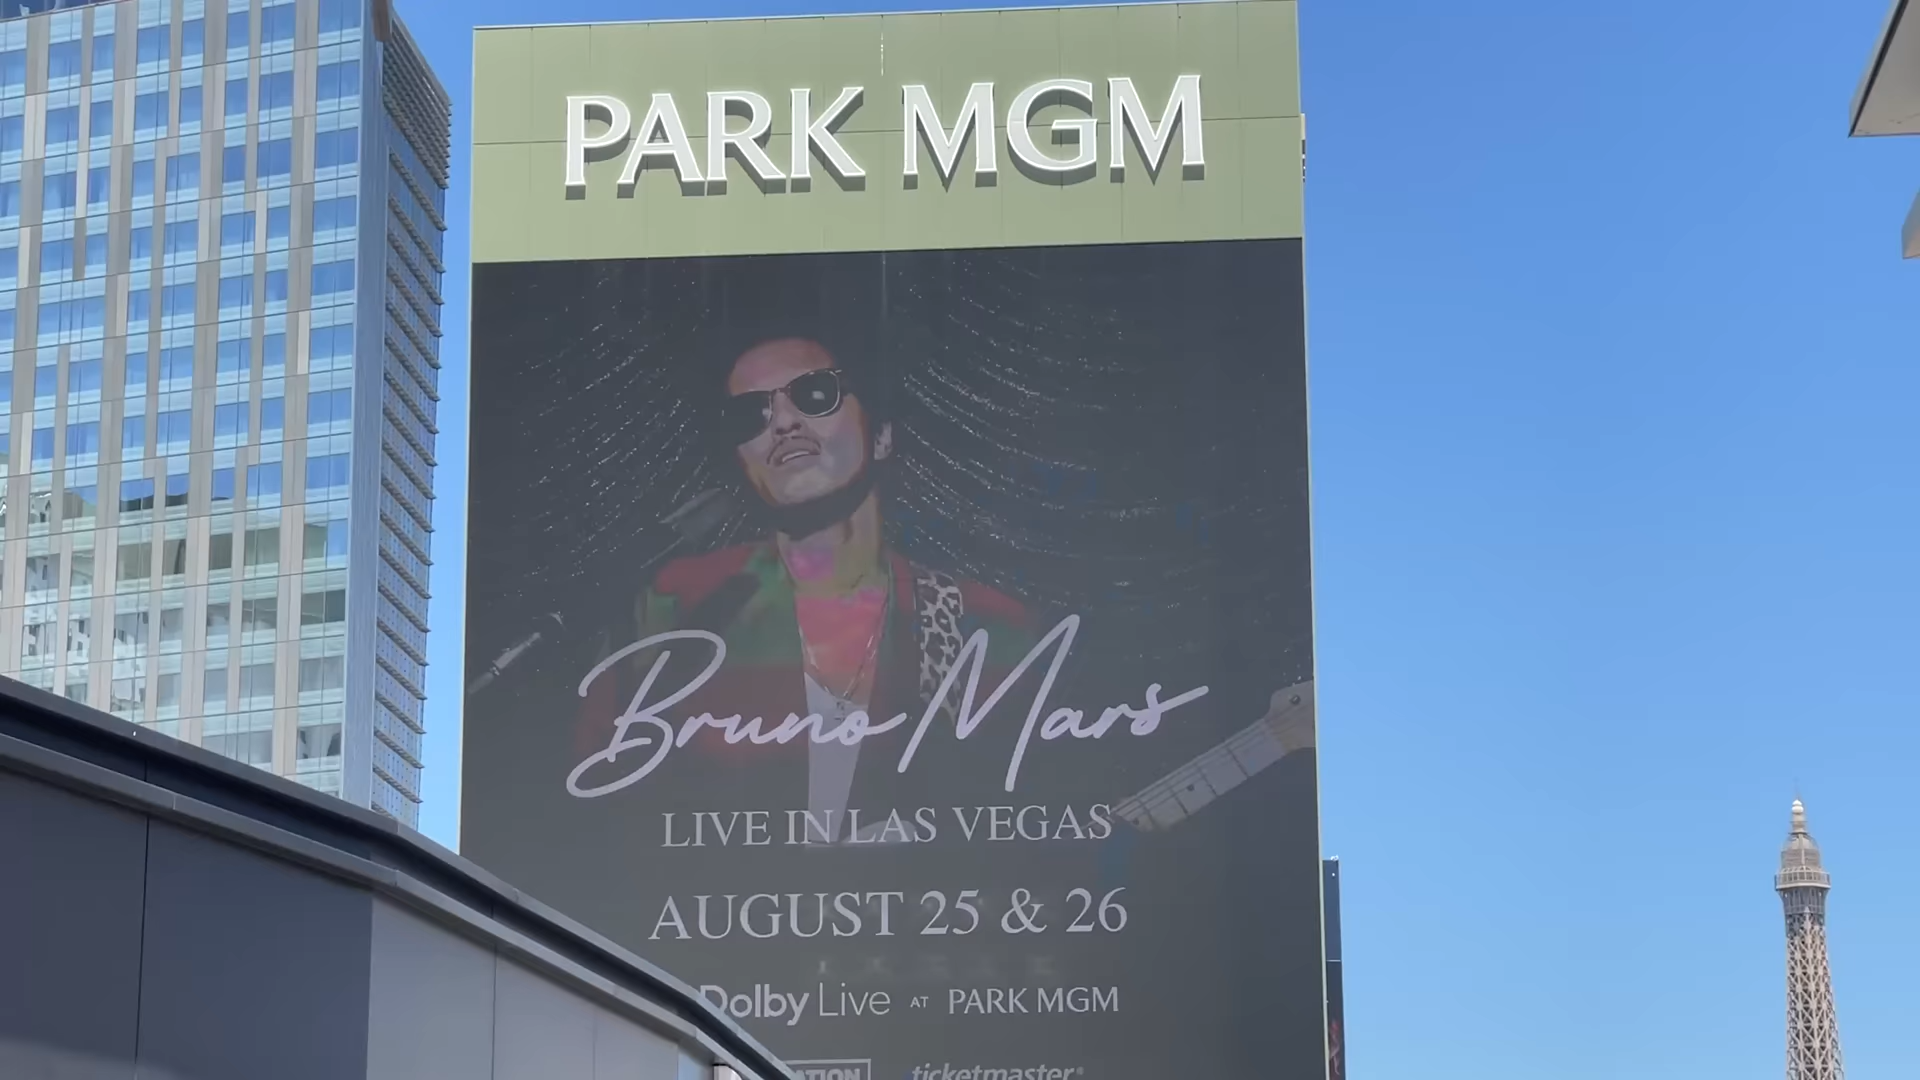 PARK MGM
Bruno Mars
LIVE IN LAS VEGAS
AUGUST 25 & 26
Dolby Live AT PARK MGM
ticketmaster®